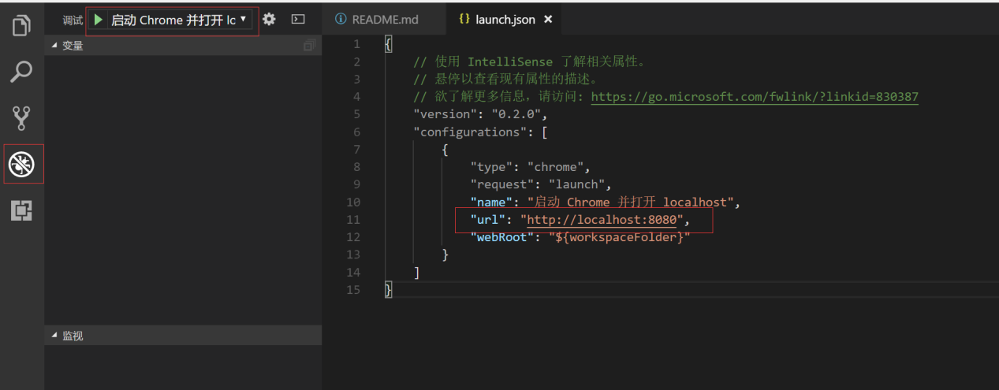 调试 启动 Chrome 并打开 lc
README.md
{} launch.json ×
变量
监视
1 {
2 // 使用 IntelliSense 了解相关属性。
3 // 悬停以查看现有属性的描述。
4 // 欲了解更多信息，请访问: https://go.microsoft.com/fwlink/?linkid=830387
5 "version": "0.2.0",
6 "configurations": [
7 {
8 "type": "chrome",
9 "request": "launch",
10 "name": "启动 Chrome 并打开 localhost",
11 "url": "http://localhost:8080",
12 "webRoot": "${workspaceFolder}"
13 }
14 ]
15 }